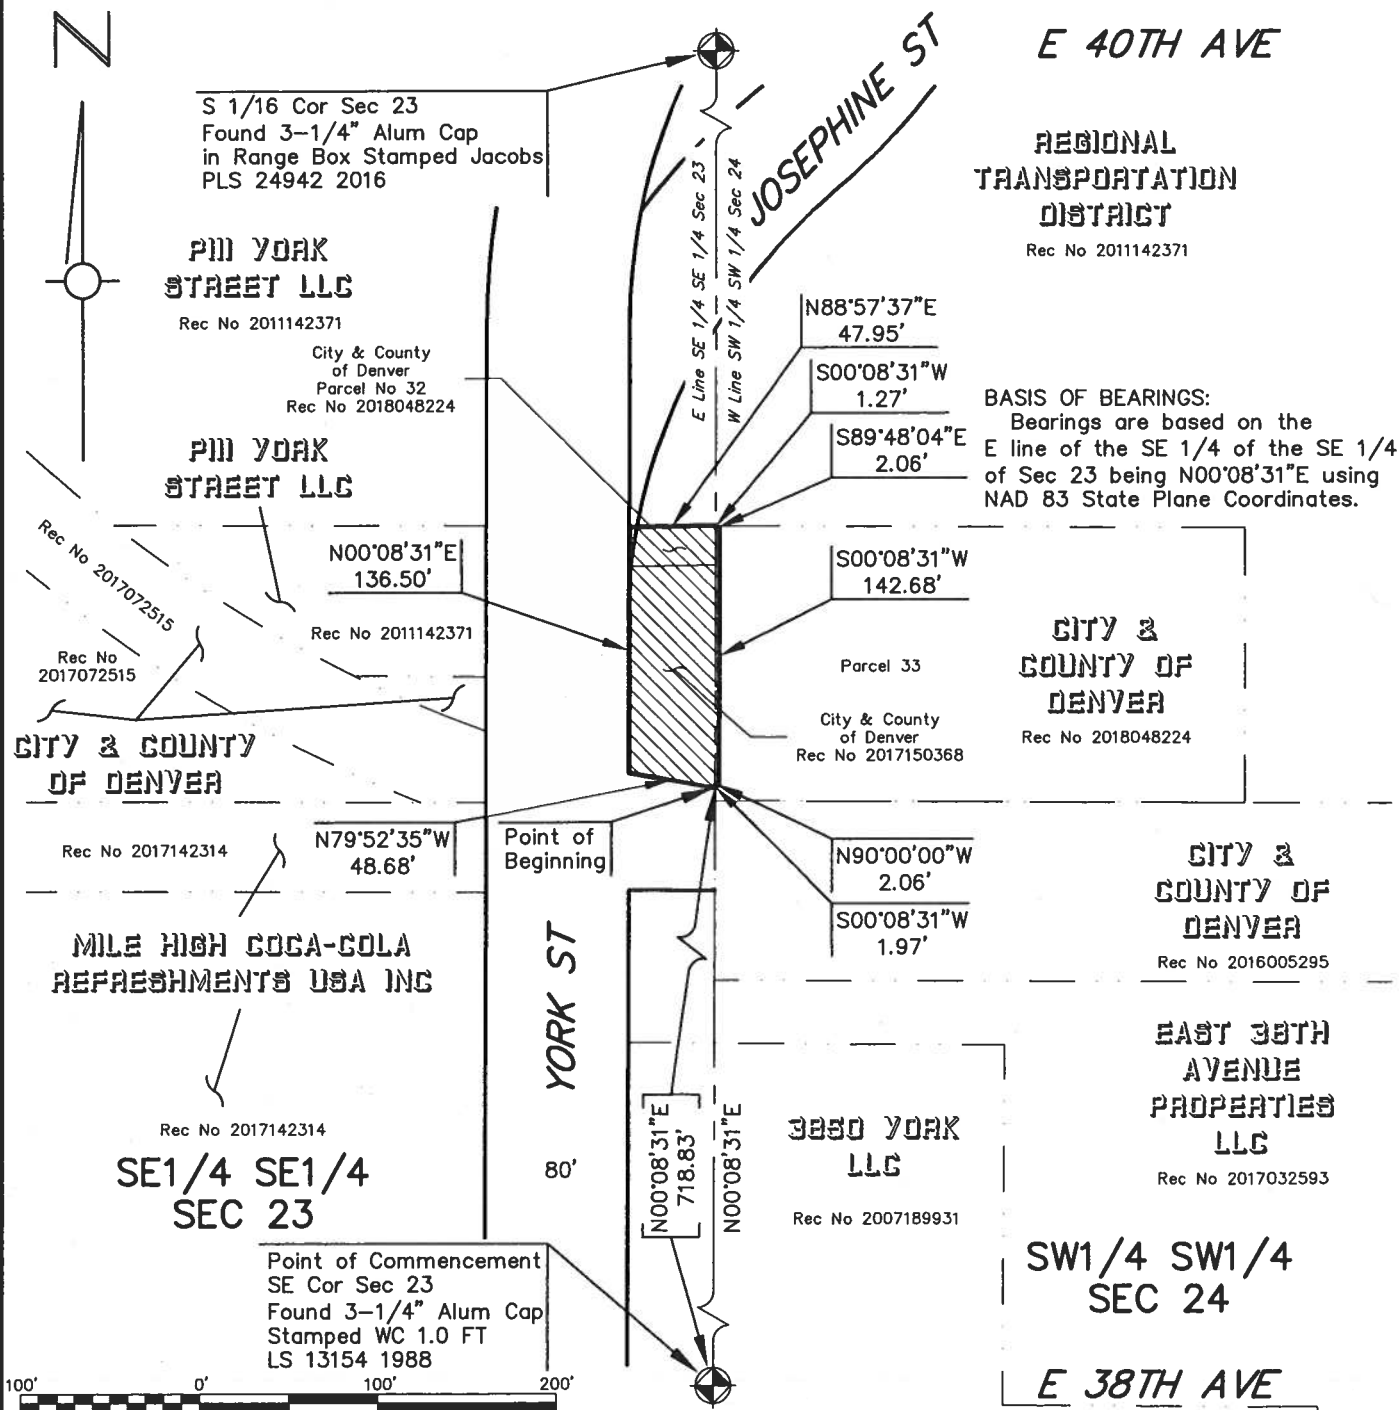 N
E 40TH AVE
JOSEPHINE ST
S 1/16 Cor Sec 23
Found 3-1/4" Alum Cap
in Range Box Stamped Jacobs
PLS 24942 2016
REGIONAL
TRANSPORTATION
DISTRICT
Rec No 2011142371
E Line SE 1/4 SE 1/4 Sec 23
W Line SW 1/4 SW 1/4 Sec 24
PIII YORK
STREET LLC
Rec No 2011142371
City & County
of Denver
Parcel No 32
Rec No 2018048224
N88°57'37"E
47.95'
S00°08'31"W
1.27'
S89°48'04"E
2.06'
BASIS OF BEARINGS:
Bearings are based on the
E line of the SE 1/4 of the SE 1/4
of Sec 23 being N00°08'31"E using
NAD 83 State Plane Coordinates.
PIII YORK
STREET LLC
Rec No 2017072515
N00°08'31"E
136.50'
S00°08'31"W
142.68'
Rec No 2011142371
Rec No
2017072515
Parcel 33
CITY &
COUNTY OF
DENVER
Rec No 2018048224
City & County
of Denver
Rec No 2017150368
CITY & COUNTY
OF DENVER
Rec No 2017142314
N79°52'35"W
48.68'
Point of
Beginning
N90°00'00"W
2.06'
S00°08'31"W
1.97'
CITY &
COUNTY OF
DENVER
Rec No 2016005295
MILE HIGH COCA-COLA
REFRESHMENTS USA INC
YORK ST
Rec No 2017142314
SE1/4 SE1/4
SEC 23
80'
N00°08'31"E
718.83'
N00°08'31"E
3850 YORK
LLC
Rec No 2007189931
EAST 38TH
AVENUE
PROPERTIES
LLC
Rec No 2017032593
SW1/4 SW1/4
SEC 24
Point of Commencement
SE Cor Sec 23
Found 3-1/4" Alum Cap
Stamped WC 1.0 FT
LS 13154 1988
E 38TH AVE
100' 0' 100' 200'